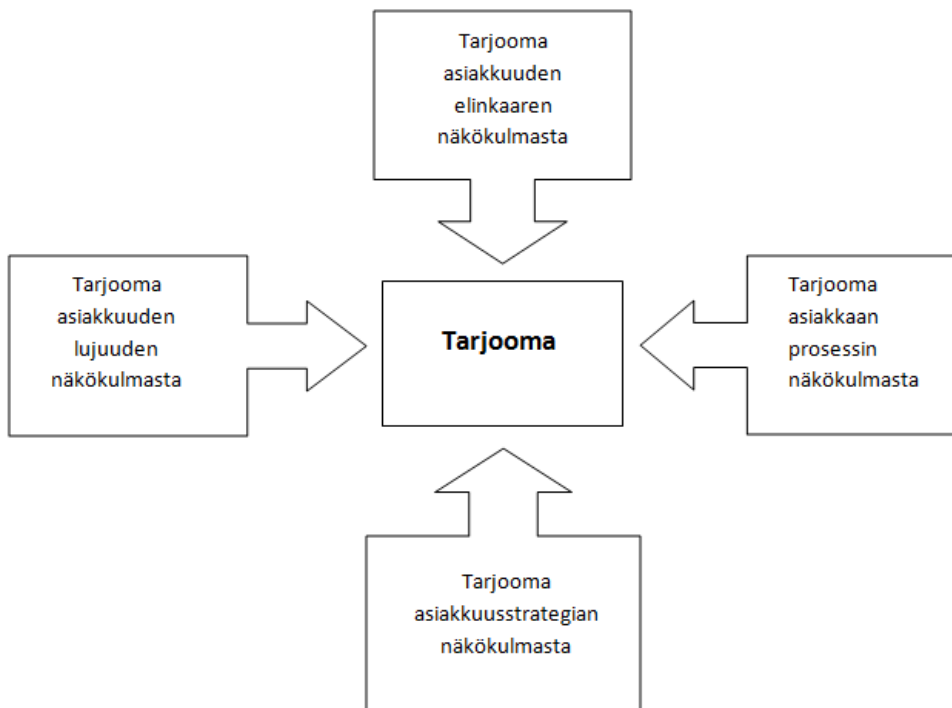 Tarjooma
asiakkuuden
elinkaaren
näkökulmasta
Tarjooma
asiakkuuden
lujuuden
näkökulmasta
Tarjooma
Tarjooma
asiakkaan
prosessin
näkökulmasta
Tarjooma
asiakkuusstrategian
näkökulmasta